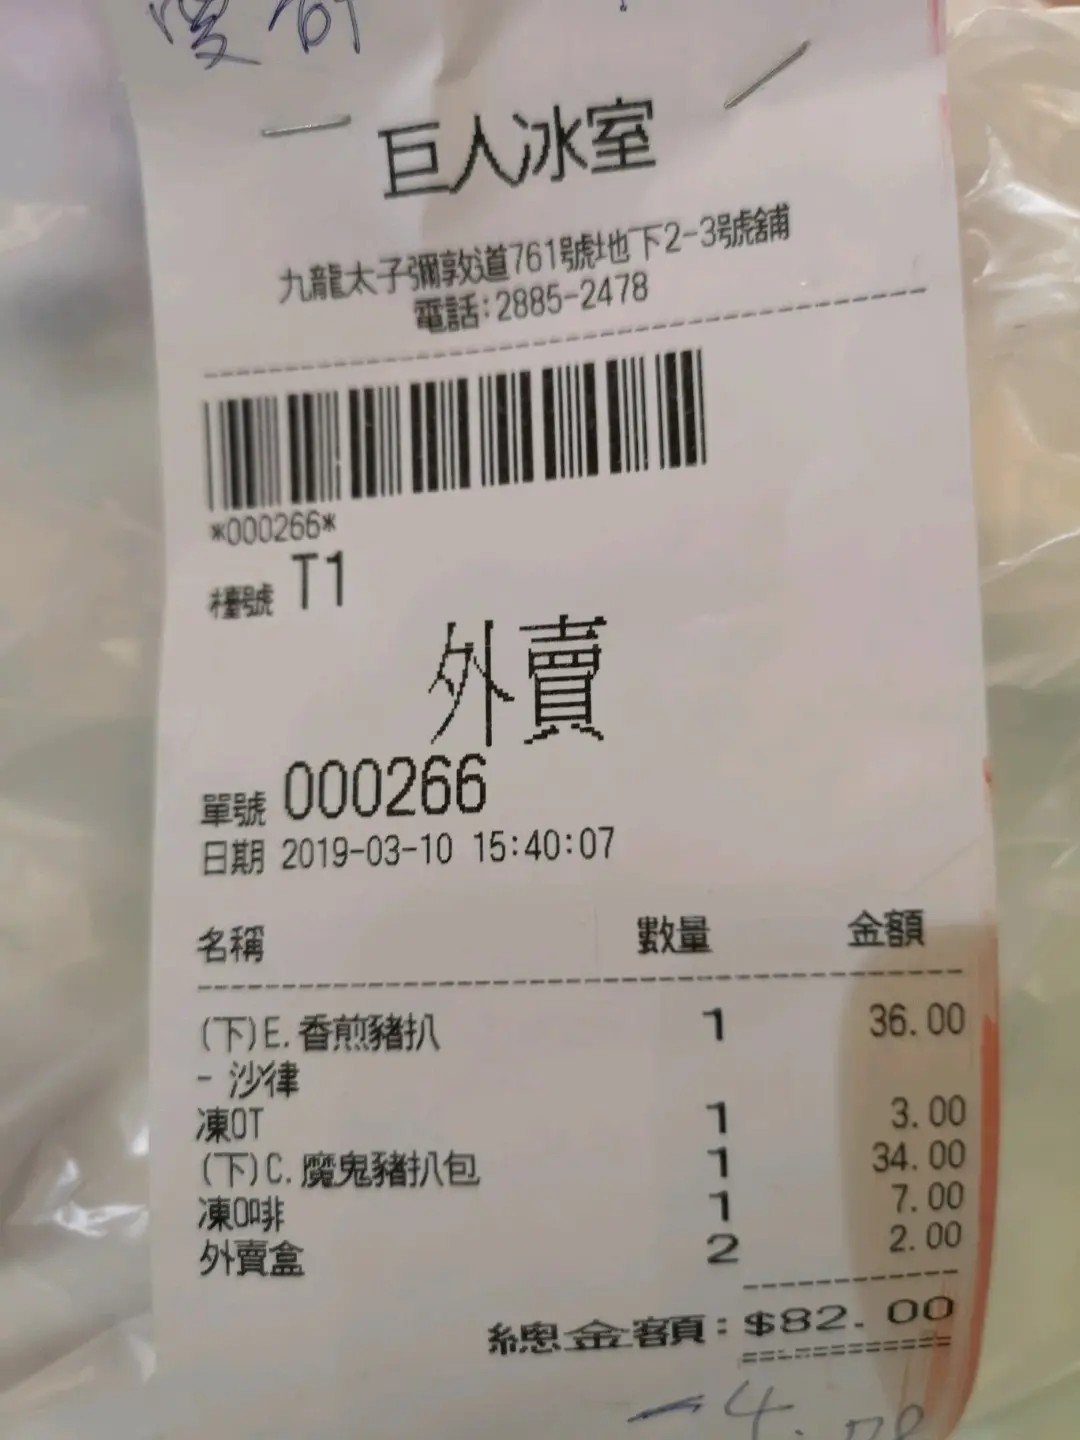 巨人冰室
九龍太子彌敦道761號地下2-3號舖
電話:2885-2478
*000266*
檯號 T1
外賣
單號 000266
日期 2019-03-10 15:40:07
名稱 數量 金額
(下)E.香煎豬扒 1 36.00
- 沙律
凍OT 1 3.00
(下)C.魔鬼豬扒包 1 34.00
凍0啡 1 7.00
外賣盒 2 2.00
總金額:$82.00
-4.